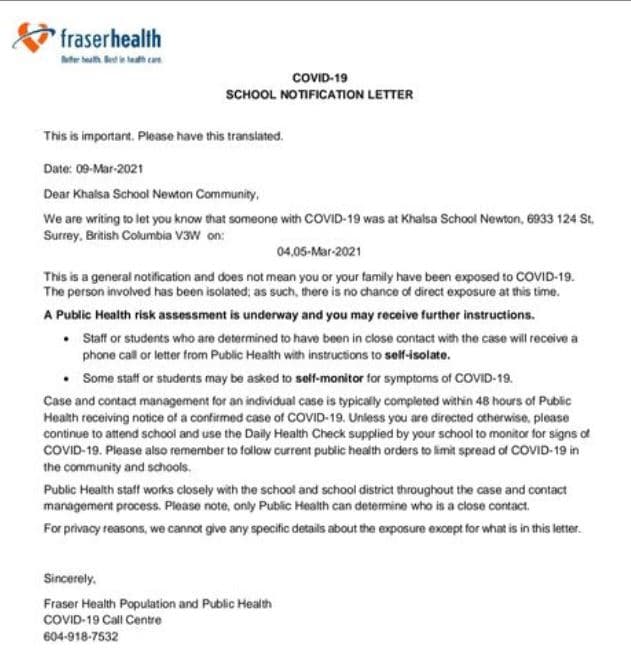 fraserhealth
Better health. Best in health care.
COVID-19
SCHOOL NOTIFICATION LETTER
This is important. Please have this translated.
Date: 09-Mar-2021
Dear Khalsa School Newton Community,
We are writing to let you know that someone with COVID-19 was at Khalsa School Newton, 6933 124 St,
Surrey, British Columbia V3W on:
04,05-Mar-2021
This is a general notification and does not mean you or your family have been exposed to COVID-19.
The person involved has been isolated; as such, there is no chance of direct exposure at this time.
A Public Health risk assessment is underway and you may receive further instructions.
• Staff or students who are determined to have been in close contact with the case will receive a
phone call or letter from Public Health with instructions to self-isolate.
• Some staff or students may be asked to self-monitor for symptoms of COVID-19.
Case and contact management for an individual case is typically completed within 48 hours of Public
Health receiving notice of a confirmed case of COVID-19. Unless you are directed otherwise, please
continue to attend school and use the Daily Health Check supplied by your school to monitor for signs of
COVID-19. Please also remember to follow current public health orders to limit spread of COVID-19 in
the community and schools.
Public Health staff works closely with the school and school district throughout the case and contact
management process. Please note, only Public Health can determine who is a close contact.
For privacy reasons, we cannot give any specific details about the exposure except for what is in this letter.
Sincerely,
Fraser Health Population and Public Health
COVID-19 Call Centre
604-918-7532